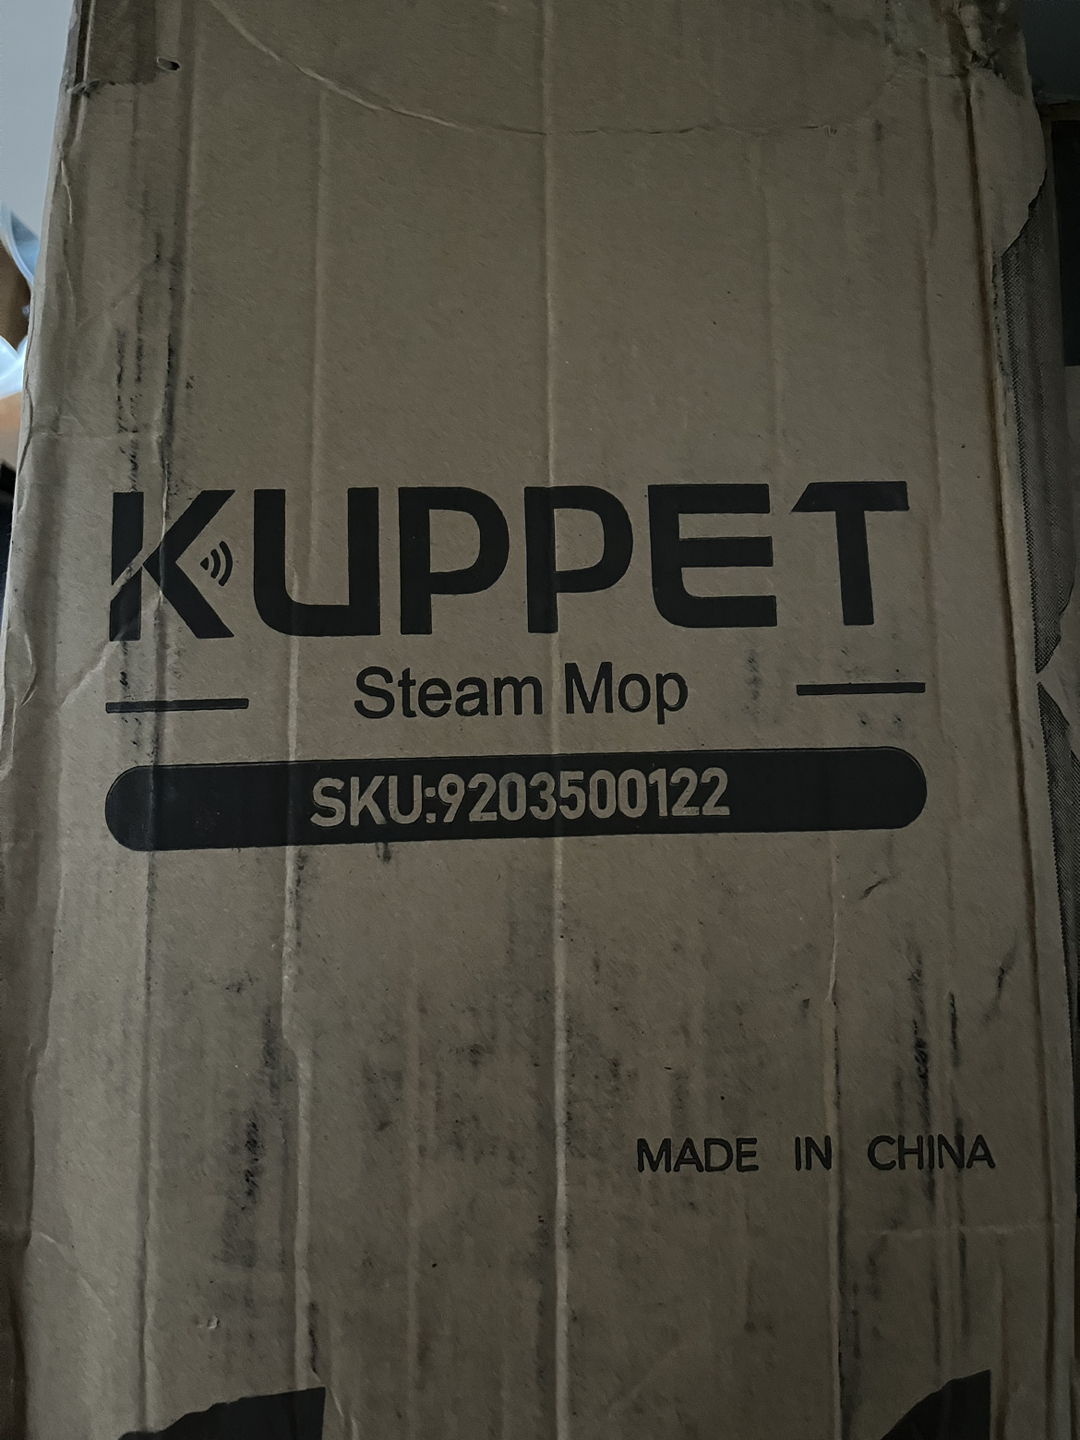 KUPPET
Steam Mop
SKU:9203500122
MADE IN CHINA